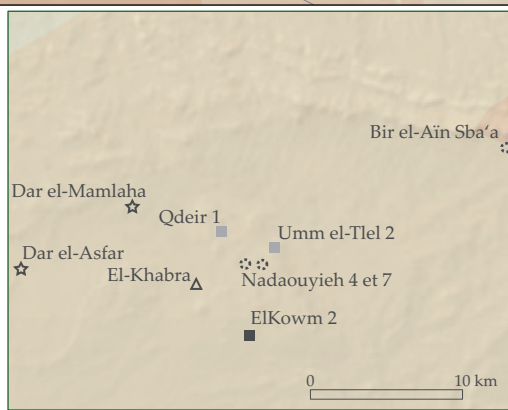 Bir el-Aïn Sba‘a
Dar el-Mamlaha
Qdeir 1
Umm el-Tlel 2
Dar el-Asfar
El-Khabra
Nadaouyieh 4 et 7
ElKowm 2
0 10 km